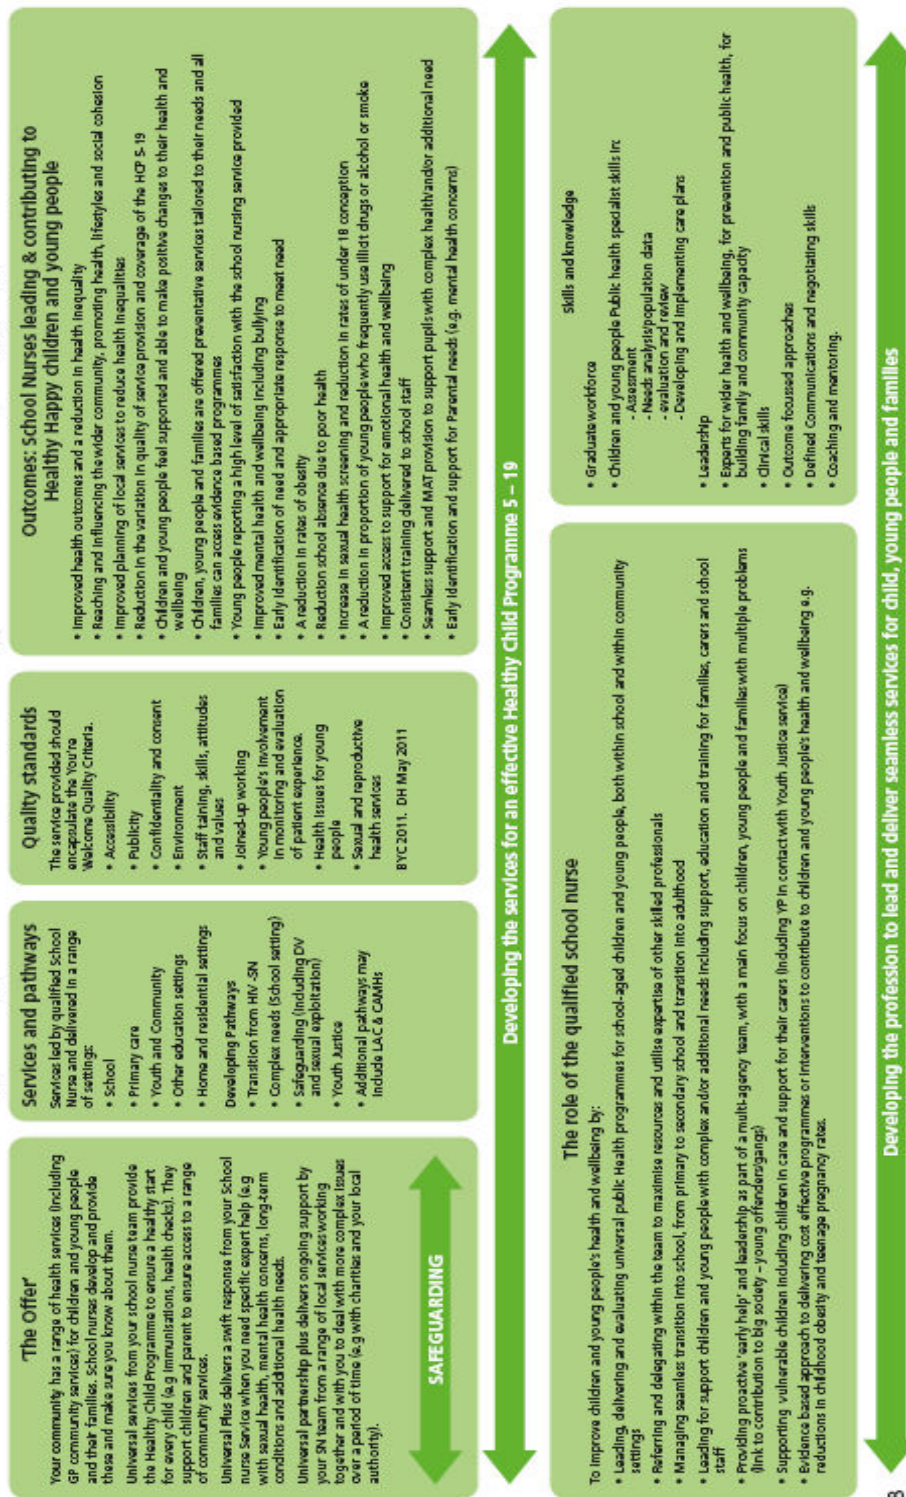 'The Offer'
Your community has a range of health services (including
GP community services) for children and young people
and their families. School nurses develop and provide
these and make sure you know about them.
Universal services from your school nurse team provide
the Healthy Child Programme to ensure a healthy start
for every child (e.g immunisations, health checks). They
support children and parent to ensure access to a range
of community services.
Universal Plus delivers a swift response from your School
nurse Service when you need specific expert help (e.g
with sexual health, mental health concerns, long-term
conditions and additional health needs.
Universal partnership plus delivers ongoing support by
your SN team from a range of local services working
together and with you to deal with more complex issues
over a period of time (e.g with charities and your local
authority).
SAFEGUARDING
Services and pathways
Services led by qualified School
Nurse and delivered in a range
of settings:
• School
• Primary care
• Youth and Community
• Other education settings
• Home and residential settings
Developing Pathways
• Transition from HV -SN
• Complex needs (School setting)
• Safeguarding (including DV
and sexual exploitation)
• Youth Justice
• Additional pathways may
include LAC & CAMHs
Quality standards
The service provided should
encapsulate the You're
Welcome Quality Criteria.
• Accessibility
• Publicity
• Confidentiality and consent
• Environment
• Staff training, skills, attitudes
and values
• Joined-up working
• Young people's involvement
in monitoring and evaluation
of patient experience.
• Health issues for young
people
• Sexual and reproductive
health services
BYC 2011. DH May 2011
Outcomes: School Nurses leading & contributing to
Healthy Happy children and young people
• Improved health outcomes and a reduction in health inequality
• Reaching and influencing the wider community, promoting health, lifestyles and social cohesion
• Improved planning of local services to reduce health inequalities
• Reduction in the variation in quality of service provision and coverage of the HCP 5-19
• Children and young people feel supported and able to make positive changes to their health and
wellbeing
• Children, young people and families are offered preventative services tailored to their needs and all
families can access evidence based programmes
• Young people reporting a high level of satisfaction with the school nursing service provided
• Improved mental health and wellbeing including bullying
• Early identification of need and appropriate response to meet need
• A reduction in rates of obesity
• Reduction school absence due to poor health
• Increase in sexual health screening and reduction in rates of under 18 conception
• A reduction in proportion of young people who frequently use illicit drugs or alcohol or smoke
• Improved access to support for emotional health and wellbeing
• Consistent training delivered to school staff
• Seamless support and MAT provision to support pupils with complex health/and/or additional need
• Early identification and support for Parental needs (e.g. mental health concerns)
Developing the services for an effective Healthy Child Programme 5 – 19
The role of the qualified school nurse
To improve children and young people's health and wellbeing by:
• Leading, delivering and evaluating universal public Health programmes for school-aged children and young people, both within school and within community
settings
• Referring and delegating within the team to maximise resources and utilise expertise of other skilled professionals
• Managing seamless transition into school, from primary to secondary school and transition into adulthood
• Leading for support children and young people with complex and/or additional needs including support, education and training for families, carers and school
staff
• Providing proactive 'early help' and leadership as part of a multi-agency team, with a main focus on children, young people and families with multiple problems
(link to contribution to big society – young offenders/gangs)
• Supporting vulnerable children including children in care and support for their carers (including YP in contact with Youth Justice service)
• Evidence based approach to delivering cost effective programmes or interventions to contribute to children and young people's health and wellbeing e.g.
reductions in childhood obesity and teenage pregnancy rates.
Skills and knowledge
• Graduate workforce
• Children and young people Public health specialist skills in:
- Assessment
- Needs analysis/population data
- evaluation and review
- Developing and implementing care plans
• Leadership
• Experts for wider health and wellbeing, for prevention and public health, for
building family and community capacity
• Clinical skills
• Outcome focussed approaches
• Defined Communications and negotiating skills
• Coaching and mentoring.
Developing the profession to lead and deliver seamless services for child, young people and families